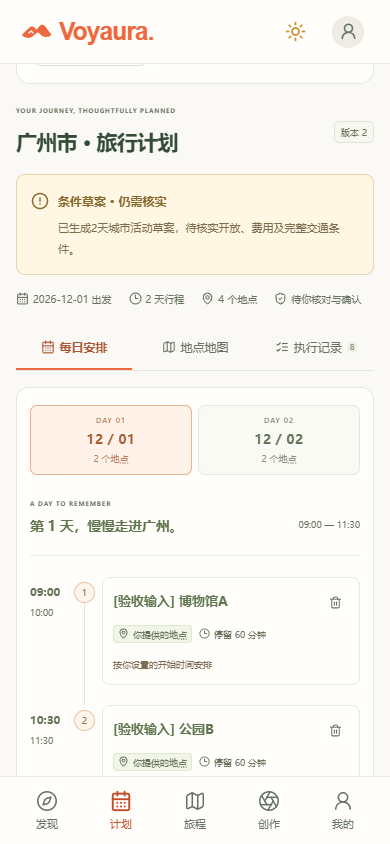 Voyaura.
YOUR JOURNEY, THOUGHTFULLY PLANNED
广州市 • 旅行计划
版本 2
条件草案 · 仍需核实
已生成2天城市活动草案，待核实开放、费用及完整交通条
件。
2026-12-01 出发
2 天行程
4 个地点
待你核对与确认
每日安排
地点地图
执行记录 8
DAY 01
12 / 01
2 个地点
DAY 02
12 / 02
2 个地点
A DAY TO REMEMBER
第 1 天，慢慢走进广州。
09:00 — 11:30
09:00
10:00
1
[验收输入] 博物馆A
你提供的地点
停留 60 分钟
按你设置的开始时间安排
10:30
11:30
2
[验收输入] 公园B
你提供的地点
停留 60 分钟
发现
计划
旅程
创作
我的